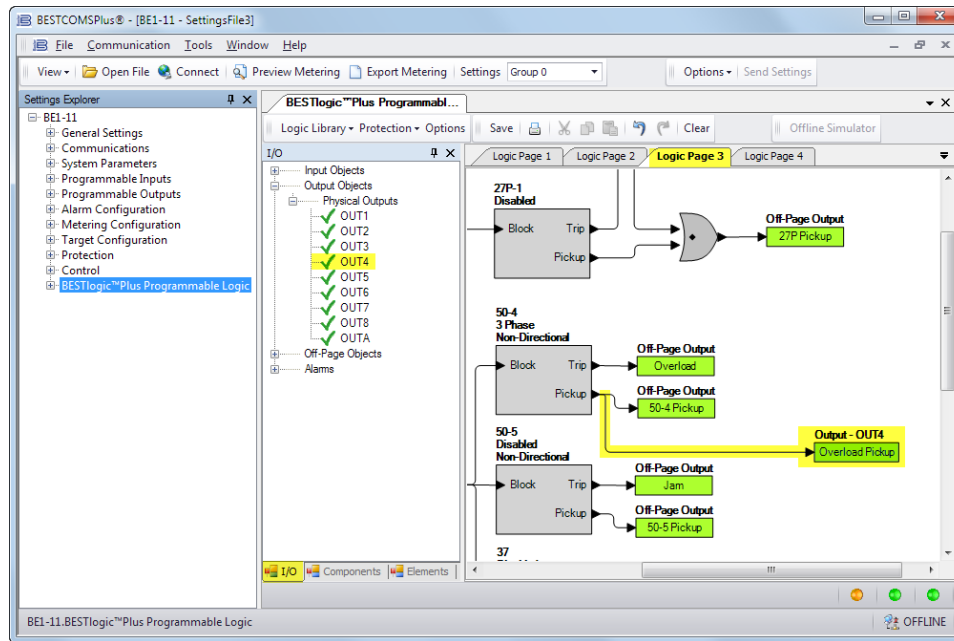 BESTCOMSPlus® - [BE1-11 - SettingsFile3]
File Communication Tools Window Help
View Open File Connect Preview Metering Export Metering Settings Group 0 Options Send Settings
Settings Explorer
BE1-11
General Settings
Communications
System Parameters
Programmable Inputs
Programmable Outputs
Alarm Configuration
Metering Configuration
Target Configuration
Protection
Control
BESTlogic™Plus Programmable Logic
BESTlogic™Plus Programmabl...
Logic Library Protection Options Save Clear Offline Simulator
I/O
Input Objects
Output Objects
Physical Outputs
OUT1
OUT2
OUT3
OUT4
OUT5
OUT6
OUT7
OUT8
OUTA
Off-Page Objects
Alarms
I/O Components Elements
Logic Page 1 Logic Page 2 Logic Page 3 Logic Page 4
27P-1
Disabled
Block Trip
Pickup
Off-Page Output
27P Pickup
50-4
3 Phase
Non-Directional
Block Trip
Pickup
Off-Page Output
Overload
Off-Page Output
50-4 Pickup
Output - OUT4
Overload Pickup
50-5
Disabled
Non-Directional
Block Trip
Pickup
Off-Page Output
Jam
Off-Page Output
50-5 Pickup
37
BE1-11.BESTlogic™Plus Programmable Logic
OFFLINE